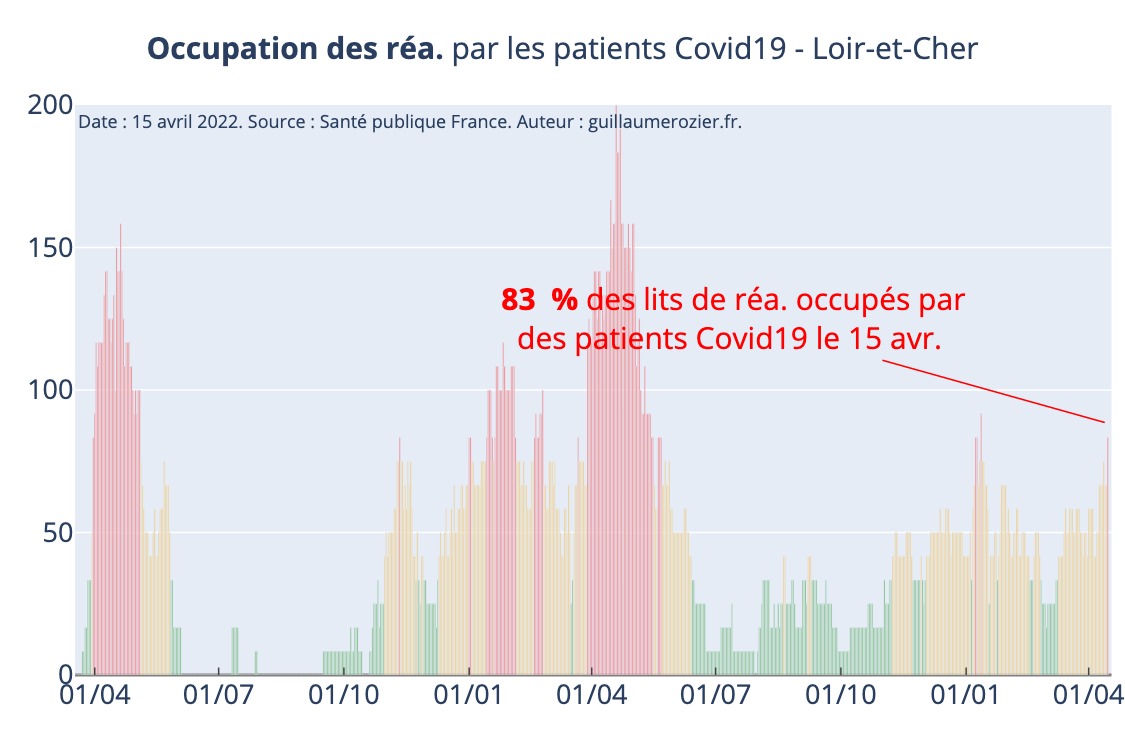 Occupation des réa. par les patients Covid19 - Loir-et-Cher
200
Date : 15 avril 2022. Source : Santé publique France. Auteur : guillaumerozier.fr.
150
83 % des lits de réa. occupés par
des patients Covid19 le 15 avr.
100
50
0
01/04 01/07 01/10 01/01 01/04 01/07 01/10 01/01 01/04